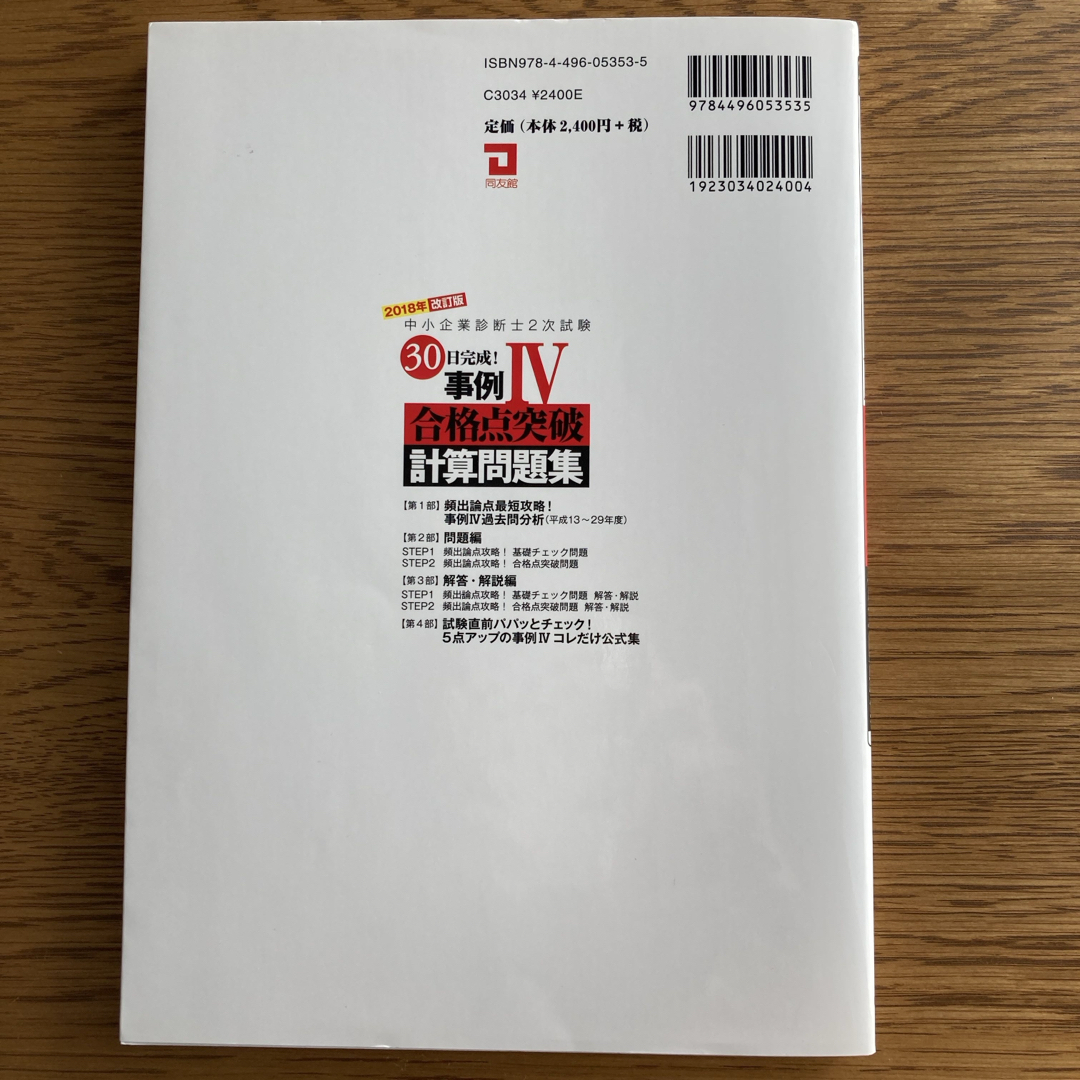 ISBN978-4-496-05353-5
C3034 ¥2400E
定価（本体2,400円＋税）
同友館
9784496053535
1923034024004
2018年 改訂版
中小企業診断士2次試験
30日完成！
事例Ⅳ
合格点突破
計算問題集
【第1部】頻出論点最短攻略！
事例Ⅳ過去問分析（平成13～29年度）
【第2部】問題編
STEP1 頻出論点攻略！ 基礎チェック問題
STEP2 頻出論点攻略！ 合格点突破問題
【第3部】解答・解説編
STEP1 頻出論点攻略！ 基礎チェック問題 解答・解説
STEP2 頻出論点攻略！ 合格点突破問題 解答・解説
【第4部】試験直前パパッとチェック！
5点アップの事例Ⅳ コレだけ公式集